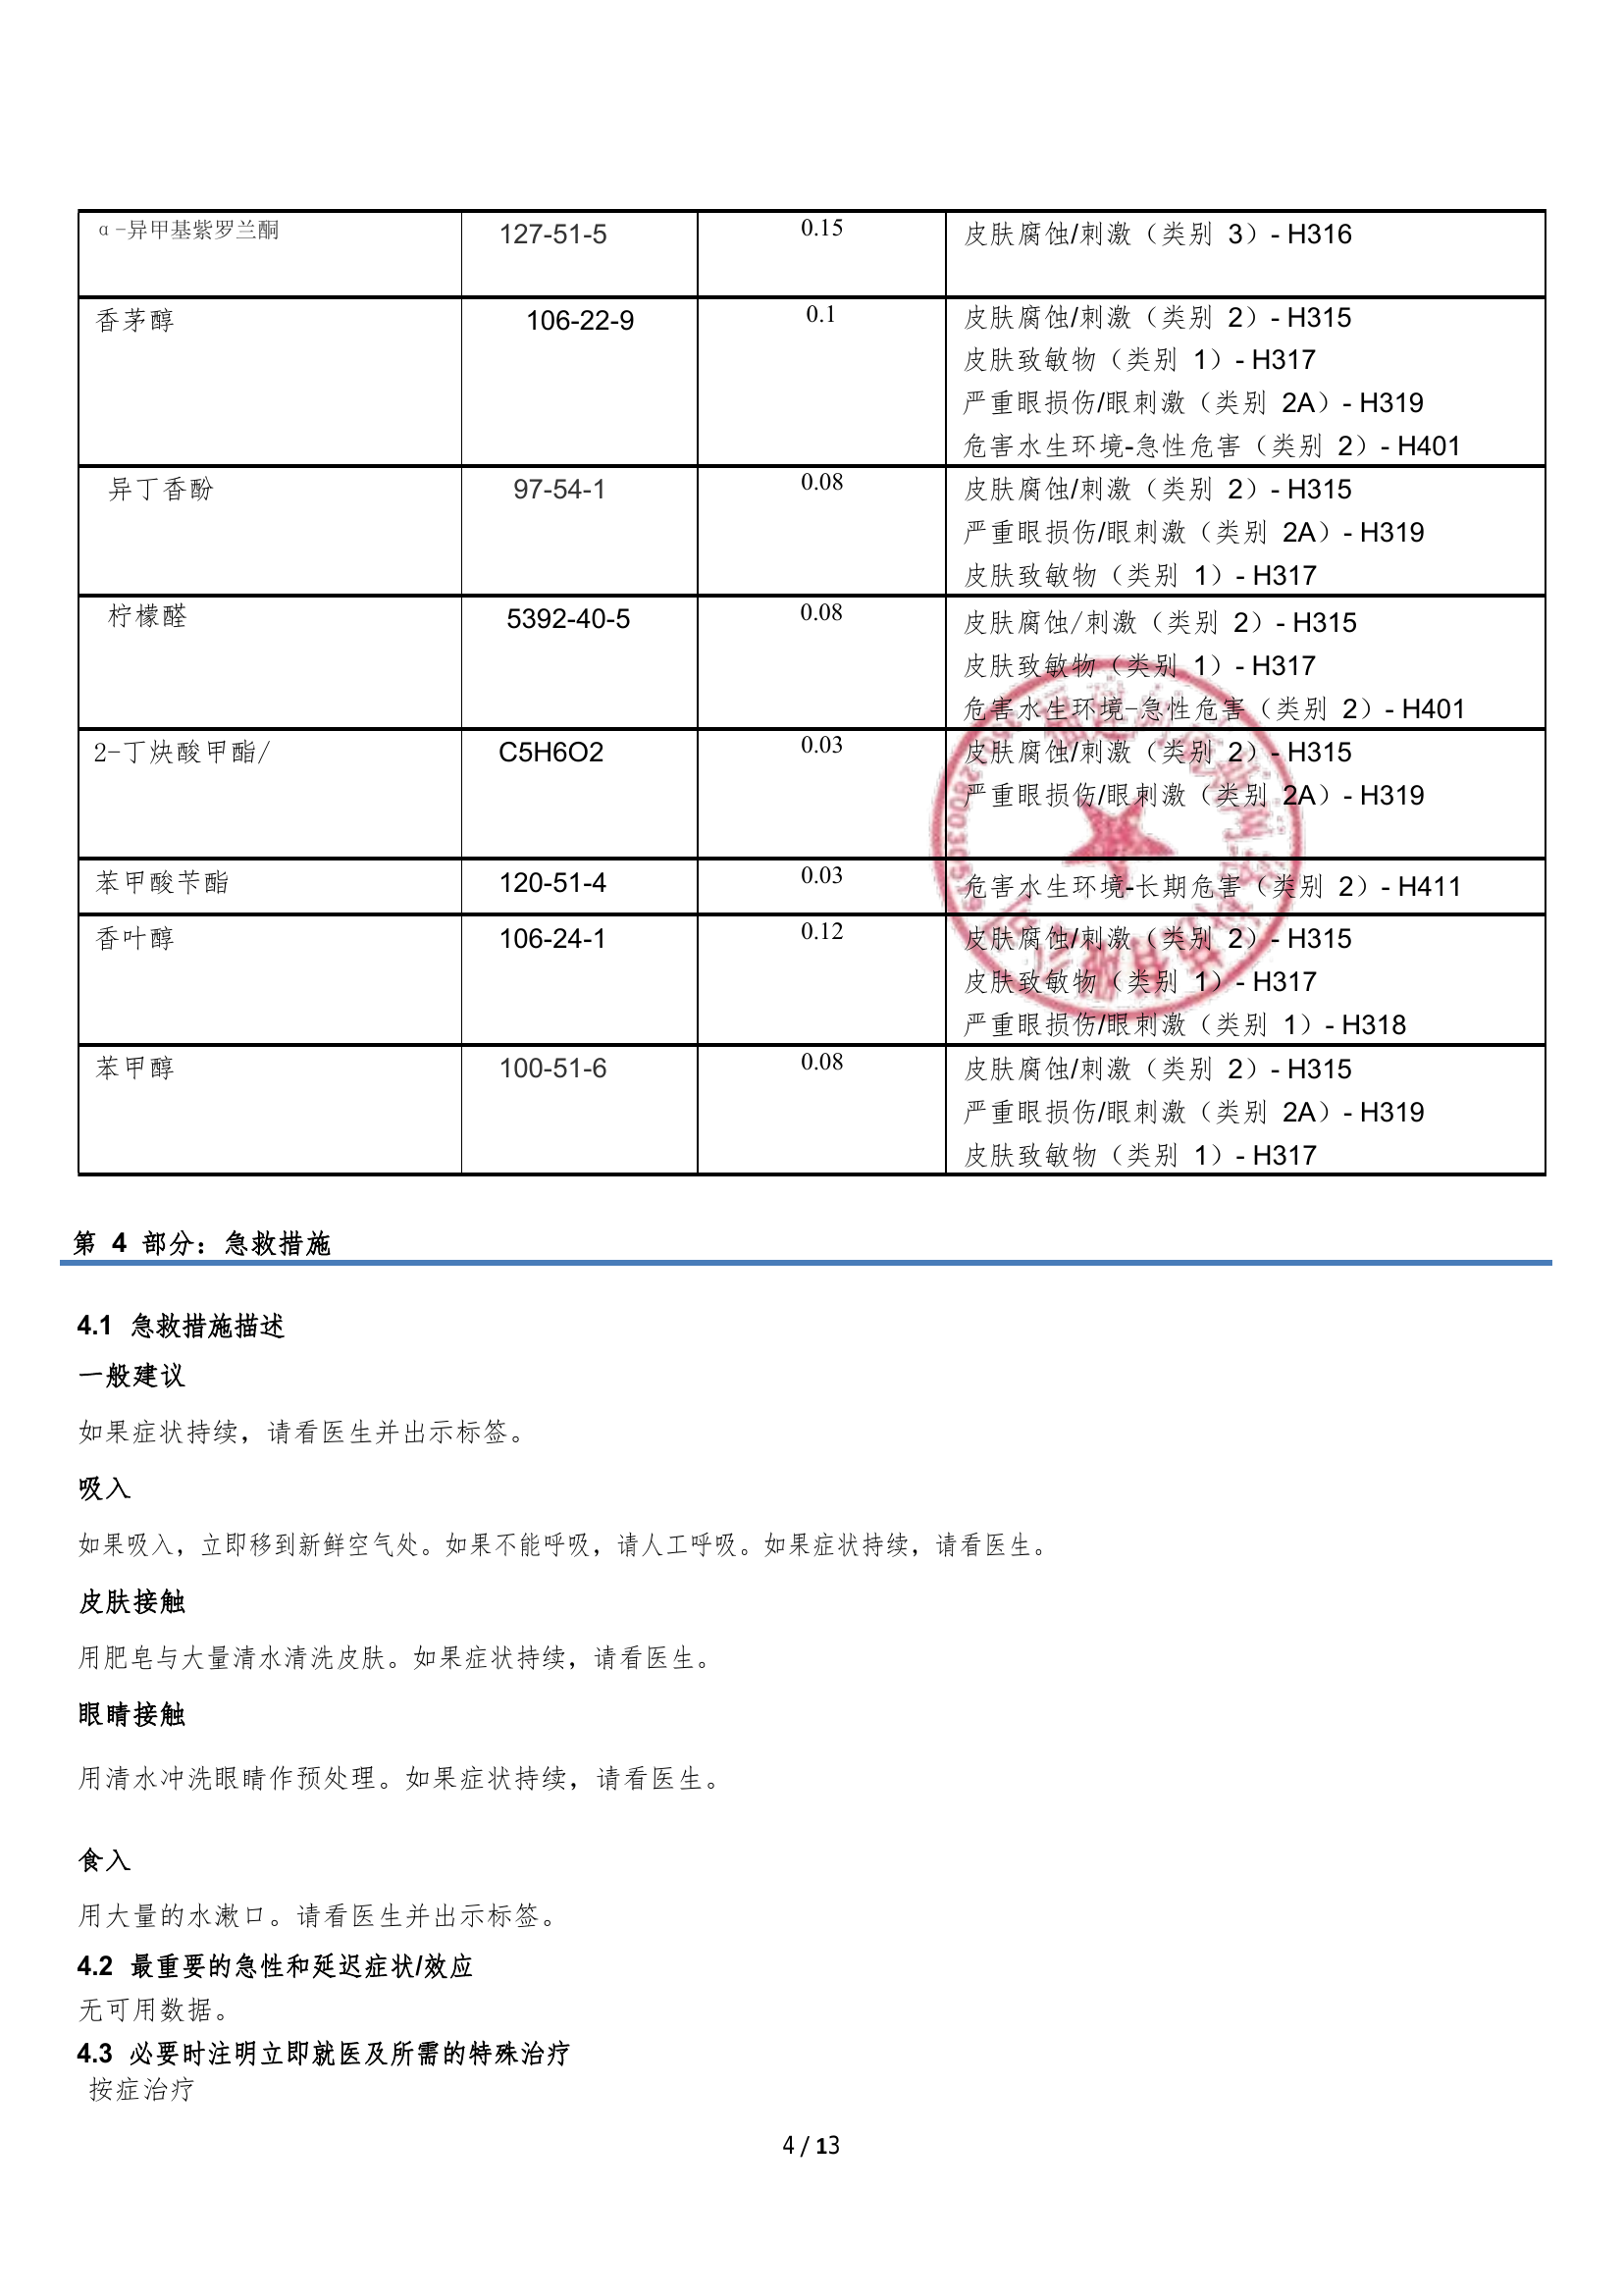 α-异甲基紫罗兰酮 127-51-5 0.15 皮肤腐蚀/刺激（类别 3）- H316
香茅醇 106-22-9 0.1 皮肤腐蚀/刺激（类别 2）- H315
皮肤致敏物（类别 1）- H317
严重眼损伤/眼刺激（类别 2A）- H319
危害水生环境-急性危害（类别 2）- H401
异丁香酚 97-54-1 0.08 皮肤腐蚀/刺激（类别 2）- H315
严重眼损伤/眼刺激（类别 2A）- H319
皮肤致敏物（类别 1）- H317
柠檬醛 5392-40-5 0.08 皮肤腐蚀/刺激（类别 2）- H315
皮肤致敏物（类别 1）- H317
危害水生环境-急性危害（类别 2）- H401
2-丁炔酸甲酯/ C5H6O2 0.03 皮肤腐蚀/刺激（类别 2）- H315
严重眼损伤/眼刺激（类别 2A）- H319
苯甲酸苄酯 120-51-4 0.03 危害水生环境-长期危害（类别 2）- H411
香叶醇 106-24-1 0.12 皮肤腐蚀/刺激（类别 2）- H315
皮肤致敏物（类别 1）- H317
严重眼损伤/眼刺激（类别 1）- H318
苯甲醇 100-51-6 0.08 皮肤腐蚀/刺激（类别 2）- H315
严重眼损伤/眼刺激（类别 2A）- H319
皮肤致敏物（类别 1）- H317
第 4 部分：急救措施
4.1 急救措施描述
一般建议
如果症状持续，请看医生并出示标签。
吸入
如果吸入，立即移到新鲜空气处。如果不能呼吸，请人工呼吸。如果症状持续，请看医生。
皮肤接触
用肥皂与大量清水清洗皮肤。如果症状持续，请看医生。
眼睛接触
用清水冲洗眼睛作预处理。如果症状持续，请看医生。
食入
用大量的水漱口。请看医生并出示标签。
4.2 最重要的急性和延迟症状/效应
无可用数据。
4.3 必要时注明立即就医及所需的特殊治疗
按症治疗
4 / 13